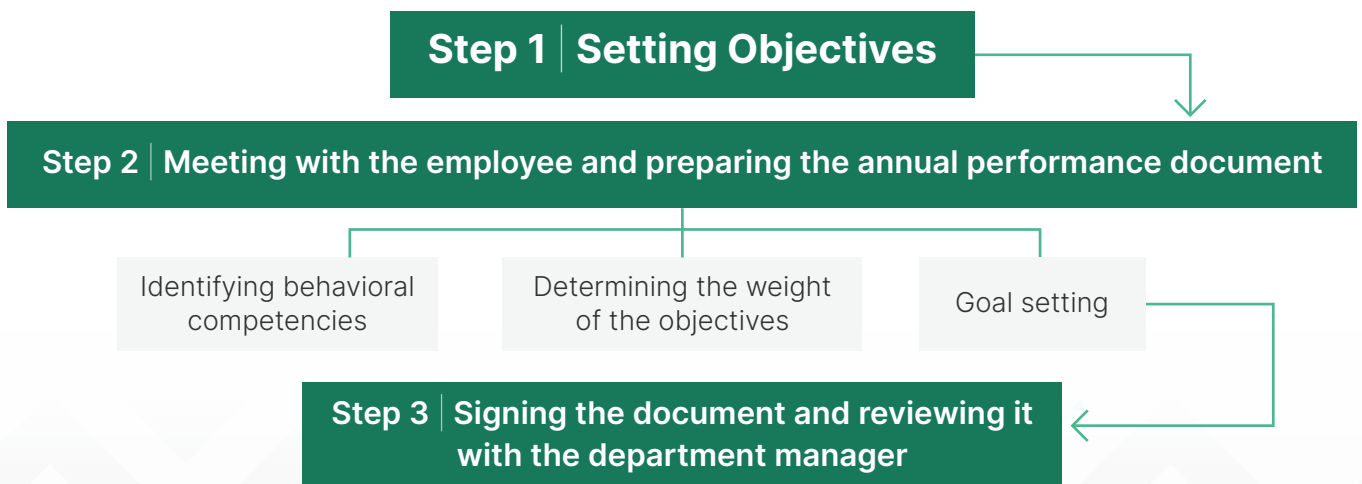 Step 1 | Setting Objectives
Step 2 | Meeting with the employee and preparing the annual performance document
Identifying behavioral
competencies
Determining the weight
of the objectives
Goal setting
Step 3 | Signing the document and reviewing it
with the department manager